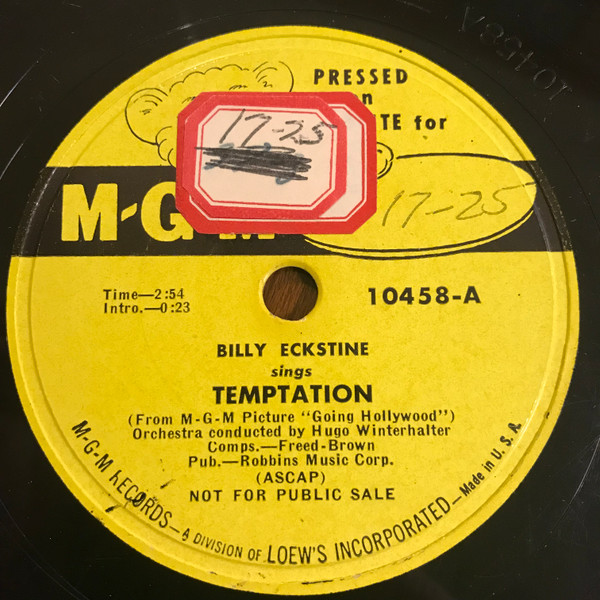 10458A
PRESSED
TE for
17-25
M-G-M
17-25
Time—2:54
Intro.—0:23
10458-A
BILLY ECKSTINE
sings
TEMPTATION
(From M-G-M Picture "Going Hollywood")
Orchestra conducted by Hugo Winterhalter
Comps.—Freed-Brown
Pub.—Robbins Music Corp.
(ASCAP)
NOT FOR PUBLIC SALE
M-G-M RECORDS—A DIVISION OF LOEW'S INCORPORATED—Made in U. S. A.